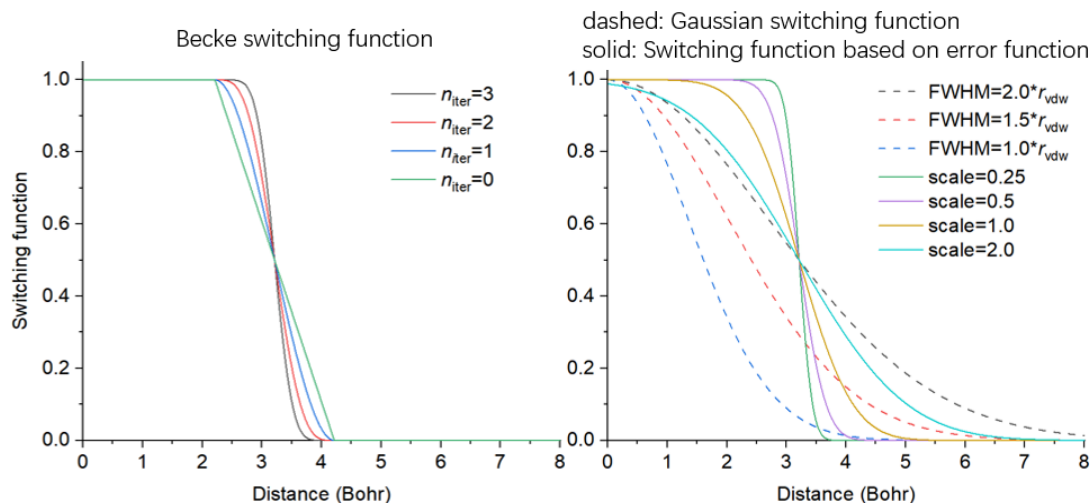 Becke switching function
n_iter=3
n_iter=2
n_iter=1
n_iter=0
Switching function
1.0
0.8
0.6
0.4
0.2
0.0
0 1 2 3 4 5 6 7 8
Distance (Bohr)
dashed: Gaussian switching function
solid: Switching function based on error function
FWHM=2.0*r_vdw
FWHM=1.5*r_vdw
FWHM=1.0*r_vdw
scale=0.25
scale=0.5
scale=1.0
scale=2.0
1.0
0.8
0.6
0.4
0.2
0.0
0 1 2 3 4 5 6 7 8
Distance (Bohr)